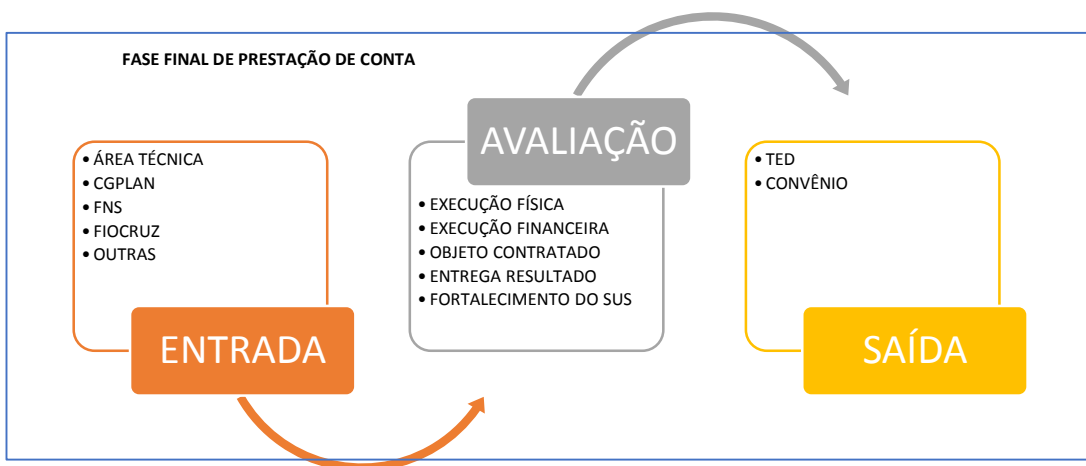 FASE FINAL DE PRESTAÇÃO DE CONTA
• ÁREA TÉCNICA
• CGPLAN
• FNS
• FIOCRUZ
• OUTRAS
ENTRADA
AVALIAÇÃO
• EXECUÇÃO FÍSICA
• EXECUÇÃO FINANCEIRA
• OBJETO CONTRATADO
• ENTREGA RESULTADO
• FORTALECIMENTO DO SUS
• TED
• CONVÊNIO
SAÍDA